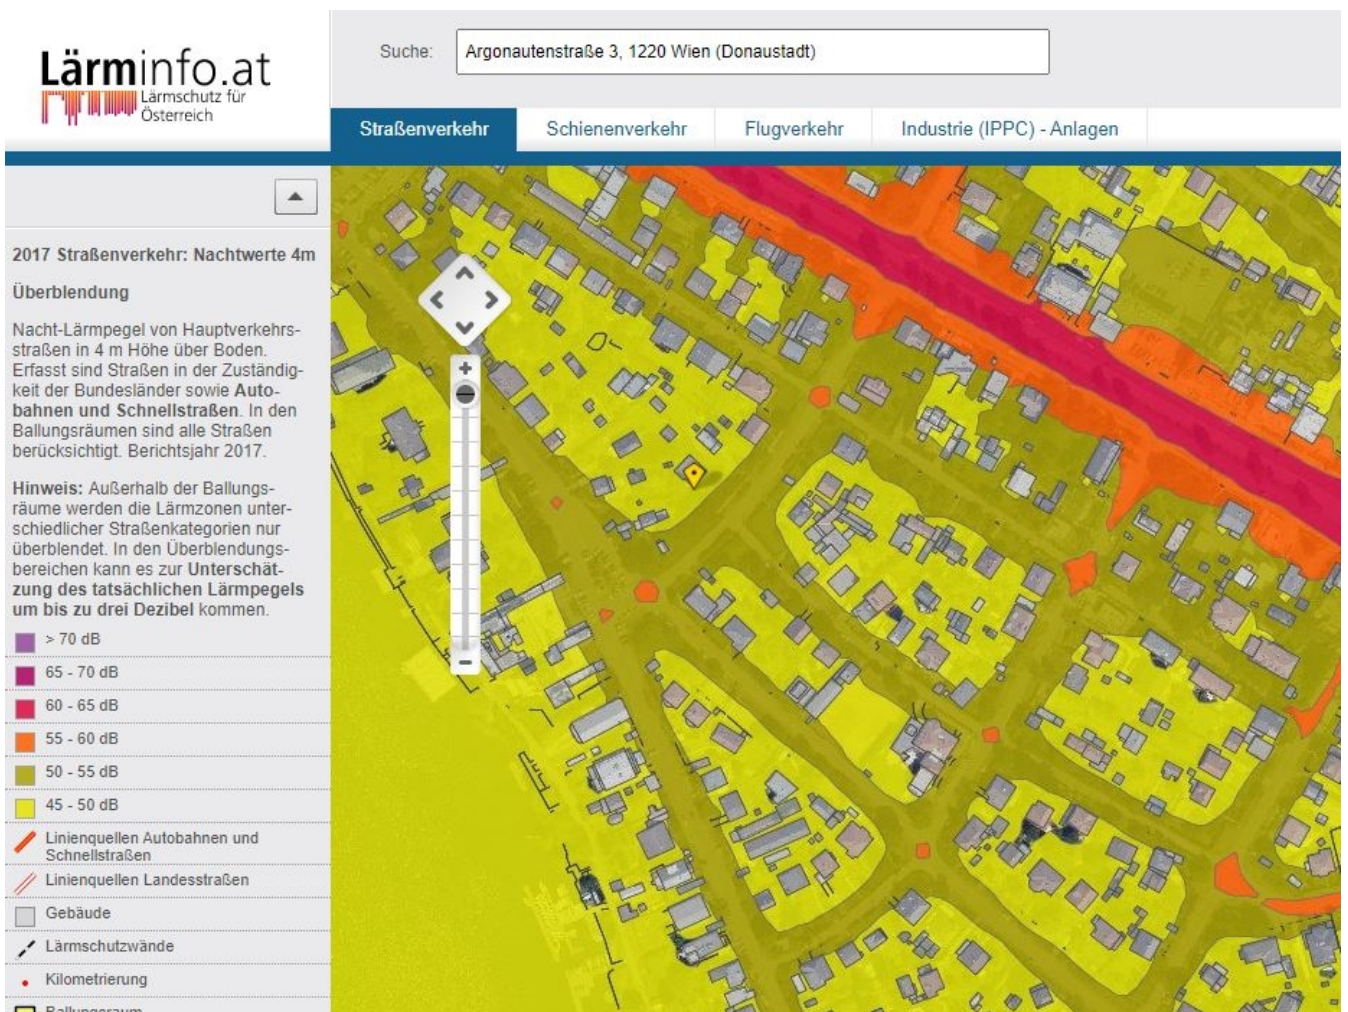 Lärminfo.at
Lärmschutz für
Österreich
Suche:
Argonautenstraße 3, 1220 Wien (Donaustadt)
Straßenverkehr
Schienenverkehr
Flugverkehr
Industrie (IPPC) - Anlagen
2017 Straßenverkehr: Nachtwerte 4m
Überblendung
Nacht-Lärmpegel von Hauptverkehrs-
straßen in 4 m Höhe über Boden.
Erfasst sind Straßen in der Zuständig-
keit der Bundesländer sowie Auto-
bahnen und Schnellstraßen. In den
Ballungsräumen sind alle Straßen
berücksichtigt. Berichtsjahr 2017.
Hinweis: Außerhalb der Ballungs-
räume werden die Lärmzonen unter-
schiedlicher Straßenkategorien nur
überblendet. In den Überblendungs-
bereichen kann es zur Unterschät-
zung des tatsächlichen Lärmpegels
um bis zu drei Dezibel kommen.
> 70 dB
65 - 70 dB
60 - 65 dB
55 - 60 dB
50 - 55 dB
45 - 50 dB
Linienquellen Autobahnen und
Schnellstraßen
Linienquellen Landesstraßen
Gebäude
Lärmschutzwände
Kilometrierung
Ballungsraum